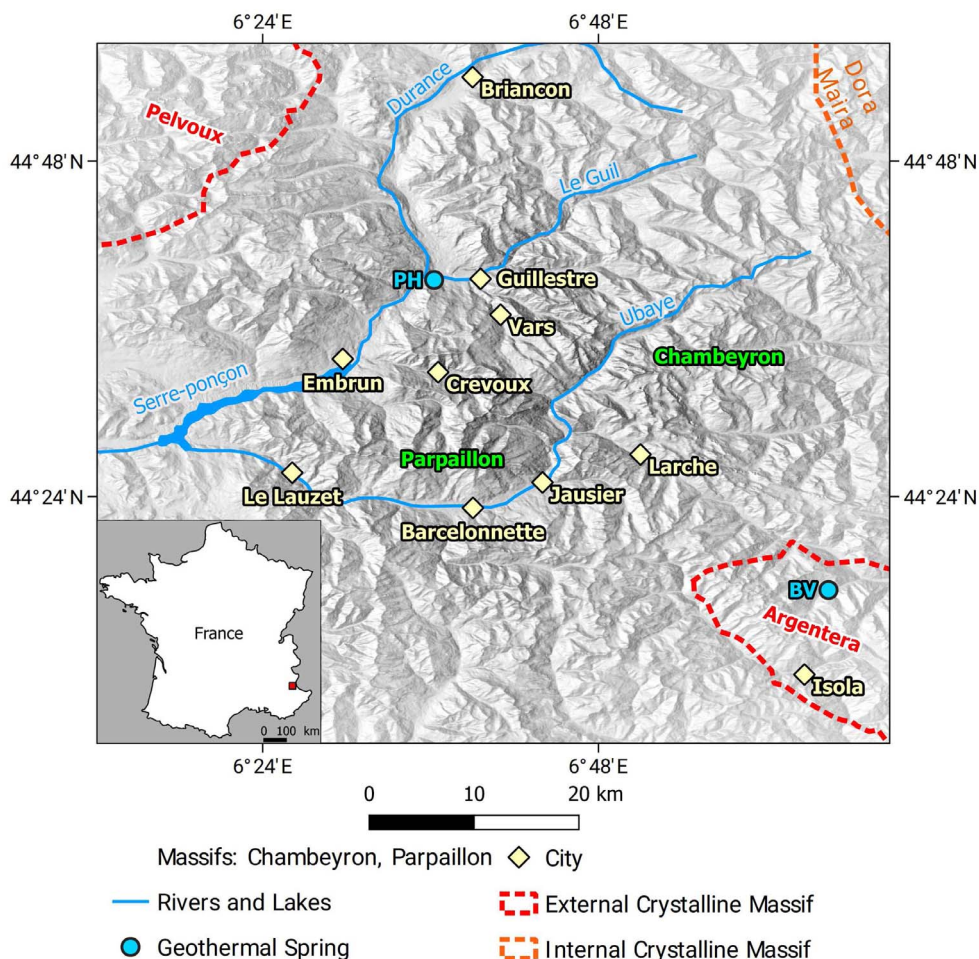 6°24'E 6°48'E
Durance
Briancon
Dora
Maira
Pelvoux
44°48'N 44°48'N
Le Guil
PH
Guillestre
Vars
Ubaye
Chambeyron
Serre-ponçon
Embrun
Crevoux
Parpaillon
Larche
Le Lauzet
Jausier
44°24'N 44°24'N
Barcelonnette
BV
Argentera
France
Isola
0 100 km
6°24'E 6°48'E
0 10 20 km
Massifs: Chambeyron, Parpaillon City
Rivers and Lakes External Crystalline Massif
Geothermal Spring Internal Crystalline Massif